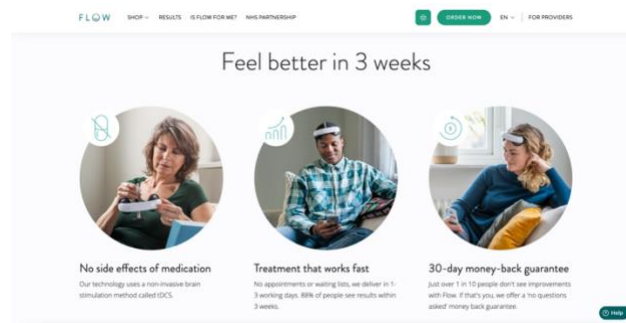 FLOW SHOP RESULTS IS FLOW FOR ME? NHS PARTNERSHIP ORDER NOW EN FOR PROVIDERS
Feel better in 3 weeks
No side effects of medication
Our technology uses a non-invasive brain
stimulation method called tDCS.
Treatment that works fast
No appointments or waiting lists, we deliver in 1-
3 working days. 88% of people see results within
3 weeks.
30-day money-back guarantee
Just over 1 in 10 people don't see improvements
with Flow. If that's you, we offer a 'no questions
asked' money back guarantee.
Help